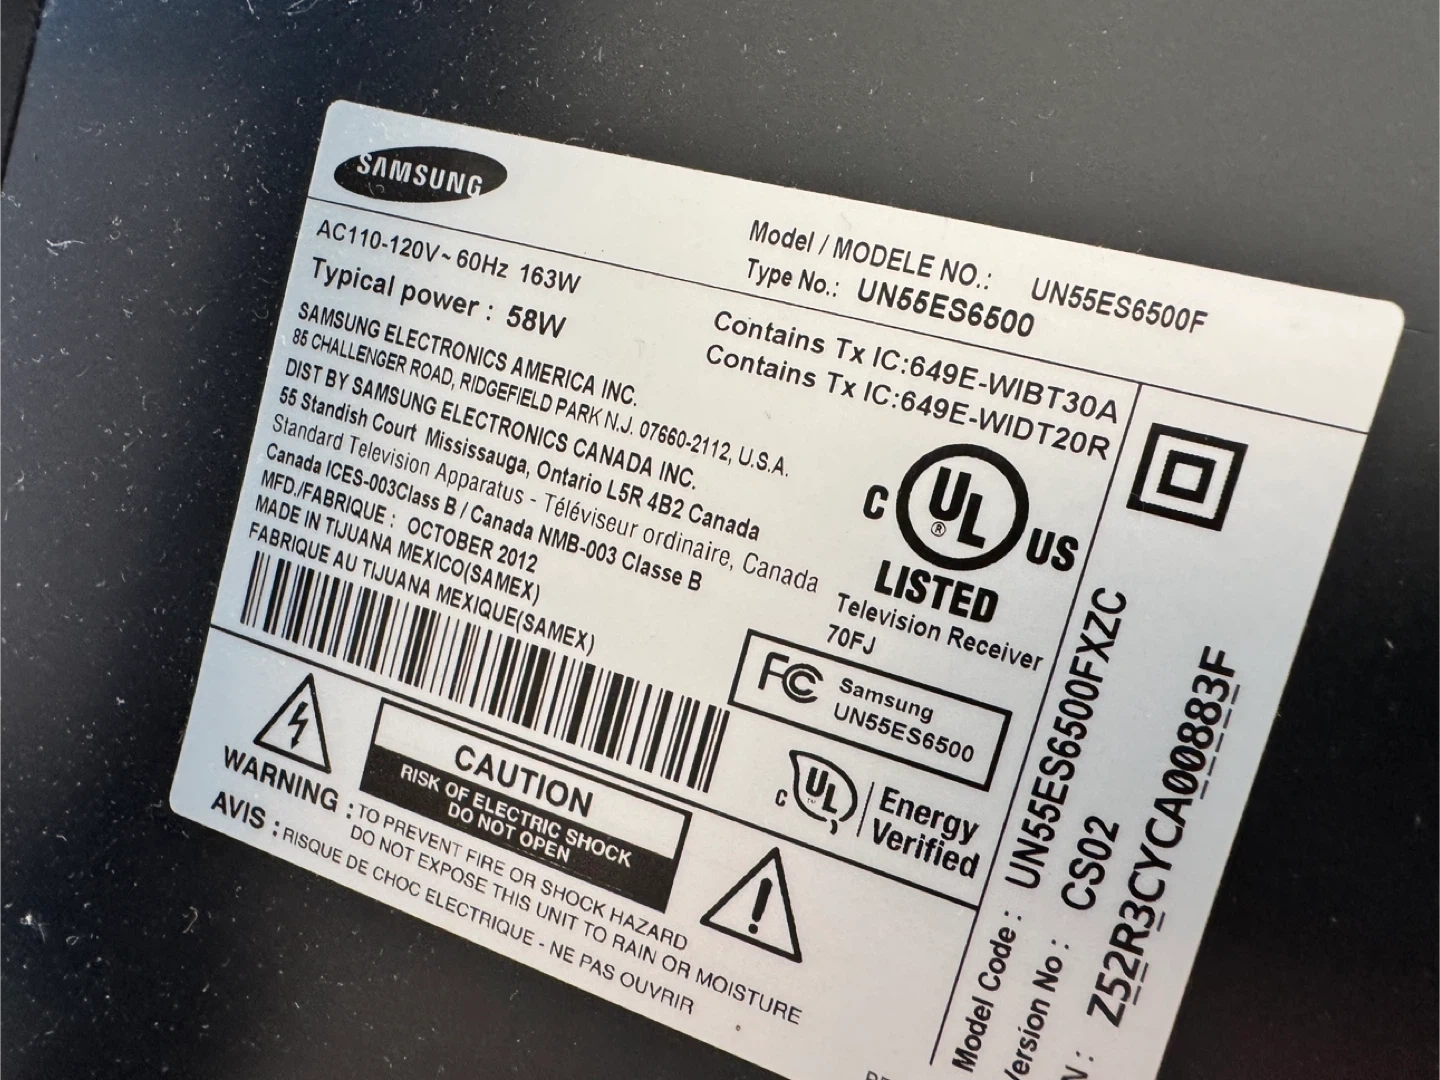 SAMSUNG
Model / MODELE NO.: UN55ES6500F
Type No.: UN55ES6500
AC110-120V~ 60Hz 163W
Typical power : 58W
Contains Tx IC:649E-WIBT30A
Contains Tx IC:649E-WIDT20R
SAMSUNG ELECTRONICS AMERICA INC.
85 CHALLENGER ROAD, RIDGEFIELD PARK N.J. 07660-2112, U.S.A.
DIST BY SAMSUNG ELECTRONICS CANADA INC.
55 Standish Court Mississauga, Ontario L5R 4B2 Canada
Standard Television Apparatus - Téléviseur ordinaire, Canada
Canada ICES-003Class B / Canada NMB-003 Classe B
MFD./FABRIQUE : OCTOBER 2012
MADE IN TIJUANA MEXICO(SAMEX)
FABRIQUE AU TIJUANA MEXIQUE(SAMEX)
C UL ® US
LISTED
Television Receiver
70FJ
FC Samsung
UN55ES6500
C UL ™ Energy
Verified
CAUTION
RISK OF ELECTRIC SHOCK
DO NOT OPEN
WARNING : TO PREVENT FIRE OR SHOCK HAZARD
DO NOT EXPOSE THIS UNIT TO RAIN OR MOISTURE
AVIS : RISQUE DE CHOC ELECTRIQUE - NE PAS OUVRIR
Model Code : UN55ES6500FXZC
Version No : CS02
Z52R3CYCA00883F